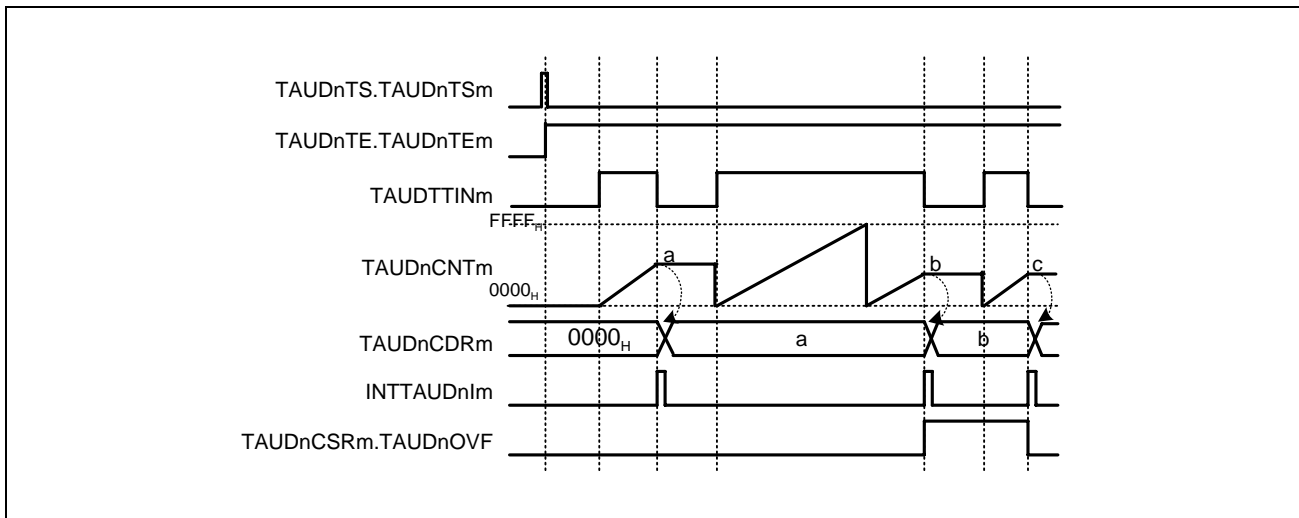 TAUDnTS.TAUDnTSm
TAUDnTE.TAUDnTEm
TAUDTTINm
FFFFH
TAUDnCNTm
a
b
c
0000H
TAUDnCDRm
0000H
a
b
INTTAUDnIm
TAUDnCSRm.TAUDnOVF